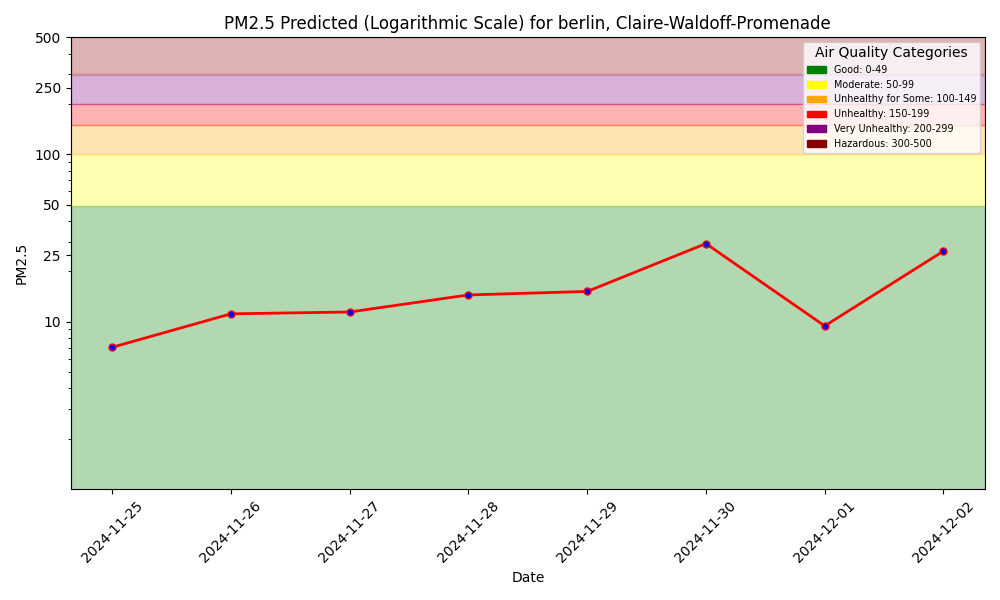 PM2.5 Predicted (Logarithmic Scale) for berlin, Claire-Waldoff-Promenade
Air Quality Categories
Good: 0-49
Moderate: 50-99
Unhealthy for Some: 100-149
Unhealthy: 150-199
Very Unhealthy: 200-299
Hazardous: 300-500
PM2.5
500
250
100
50
25
10
2024-11-25
2024-11-26
2024-11-27
2024-11-28
2024-11-29
2024-11-30
2024-12-01
2024-12-02
Date